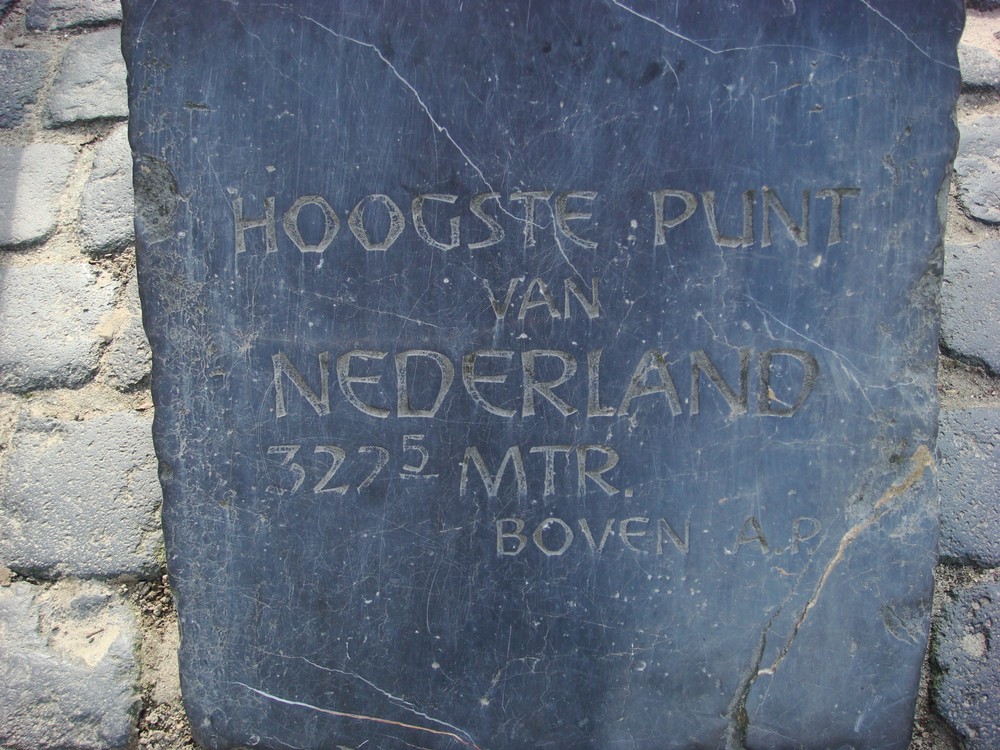 HOOGSTE PUNT
VAN
NEDERLAND
322⁵ MTR.
BOVEN A.P.